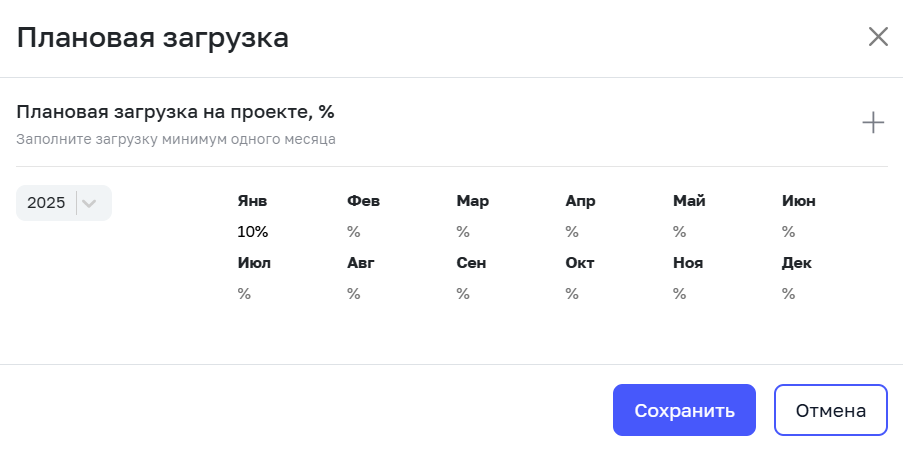 Плановая загрузка
Плановая загрузка на проекте, %
Заполните загрузку минимум одного месяца
2025 Янв Фев Мар Апр Май Июн
10% % % % % %
Июл Авг Сен Окт Ноя Дек
% % % % % %
Сохранить Отмена